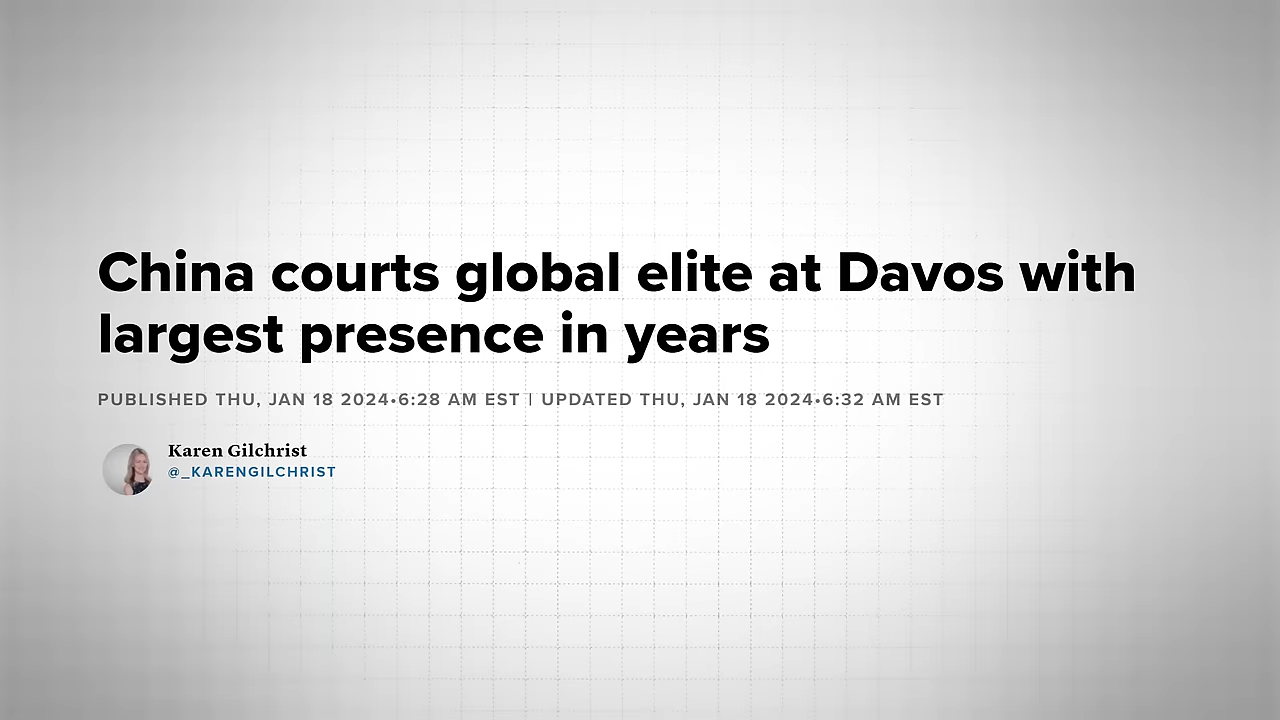 China courts global elite at Davos with
largest presence in years
PUBLISHED THU, JAN 18 2024•6:28 AM EST | UPDATED THU, JAN 18 2024•6:32 AM EST
Karen Gilchrist
@_KARENGILCHRIST